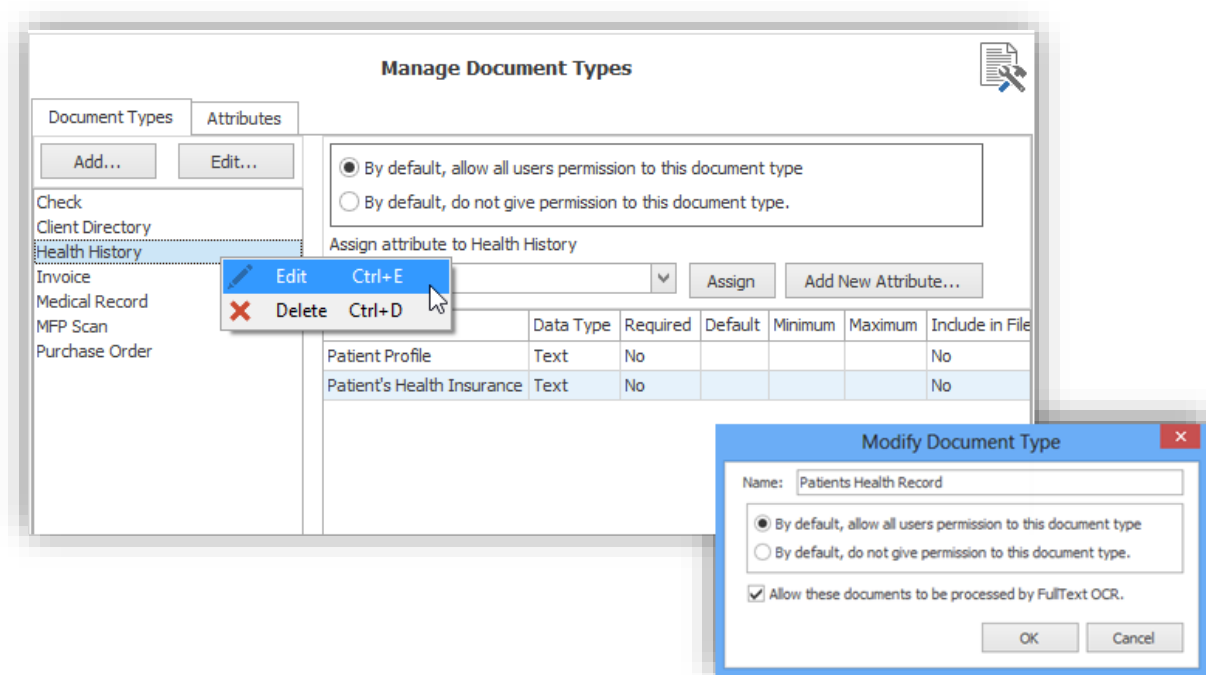 Manage Document Types
Document Types Attributes
Add... Edit...
Check
Client Directory
Health History
Invoice
Medical Record
MFP Scan
Purchase Order
Edit Ctrl+E
Delete Ctrl+D
By default, allow all users permission to this document type
By default, do not give permission to this document type.
Assign attribute to Health History
Assign Add New Attribute...
Data Type Required Default Minimum Maximum Include in File
Patient Profile Text No No
Patient's Health Insurance Text No No
Modify Document Type
Name: Patients Health Record
By default, allow all users permission to this document type
By default, do not give permission to this document type.
Allow these documents to be processed by FullText OCR.
OK Cancel